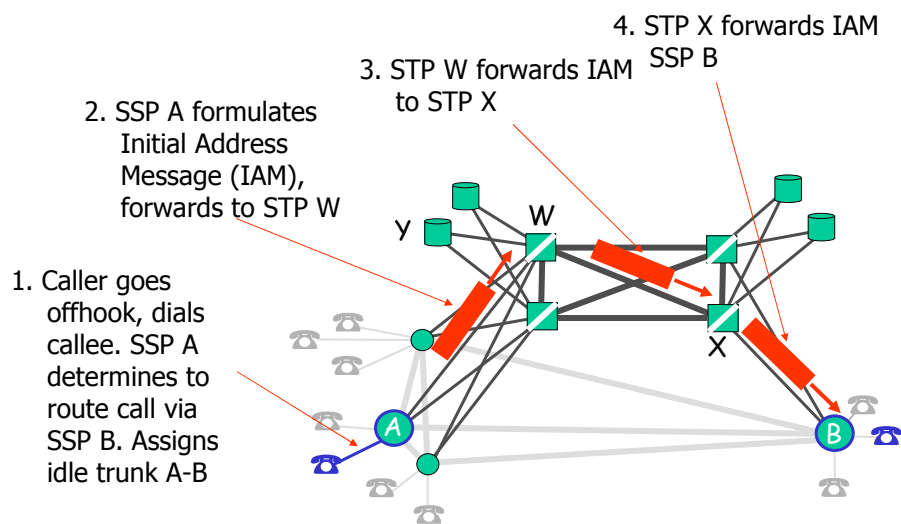 1. Caller goes
offhook, dials
callee. SSP A
determines to
route call via
SSP B. Assigns
idle trunk A-B
2. SSP A formulates
Initial Address
Message (IAM),
forwards to STP W
3. STP W forwards IAM
to STP X
4. STP X forwards IAM
SSP B
W
Y
X
A
B